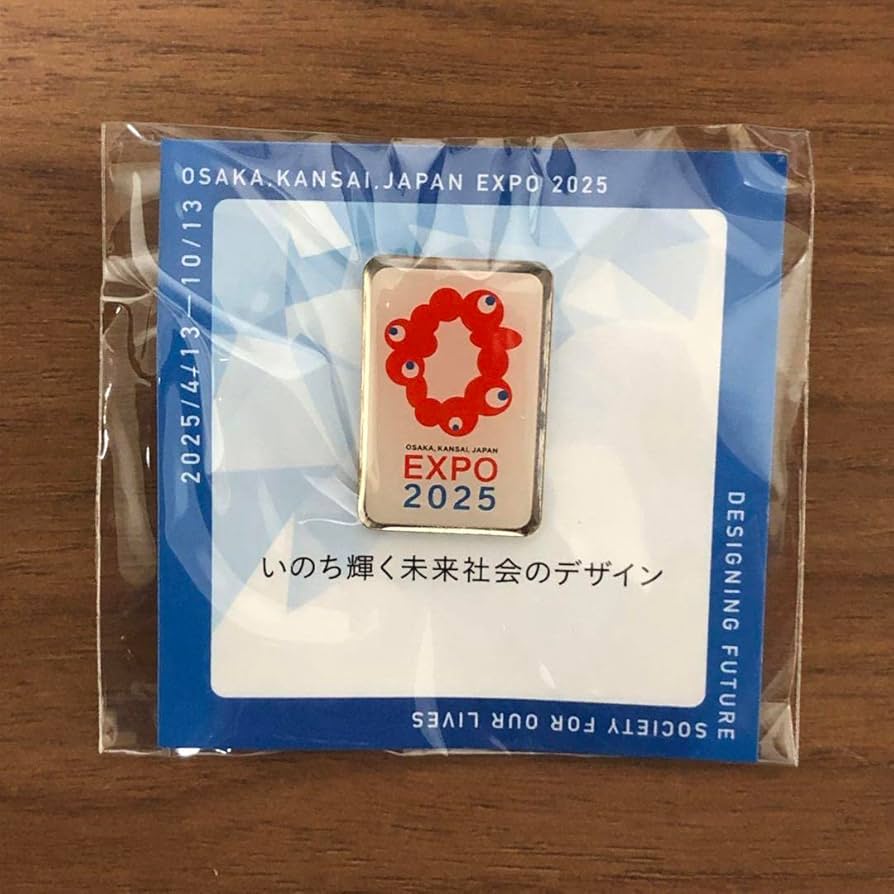 OSAKA,KANSAI,JAPAN EXPO 2025
2025/4/13—10/13
OSAKA, KANSAI, JAPAN
EXPO
2025
いのち輝く未来社会のデザイン
DESIGNING FUTURE
SOCIETY FOR OUR LIVES